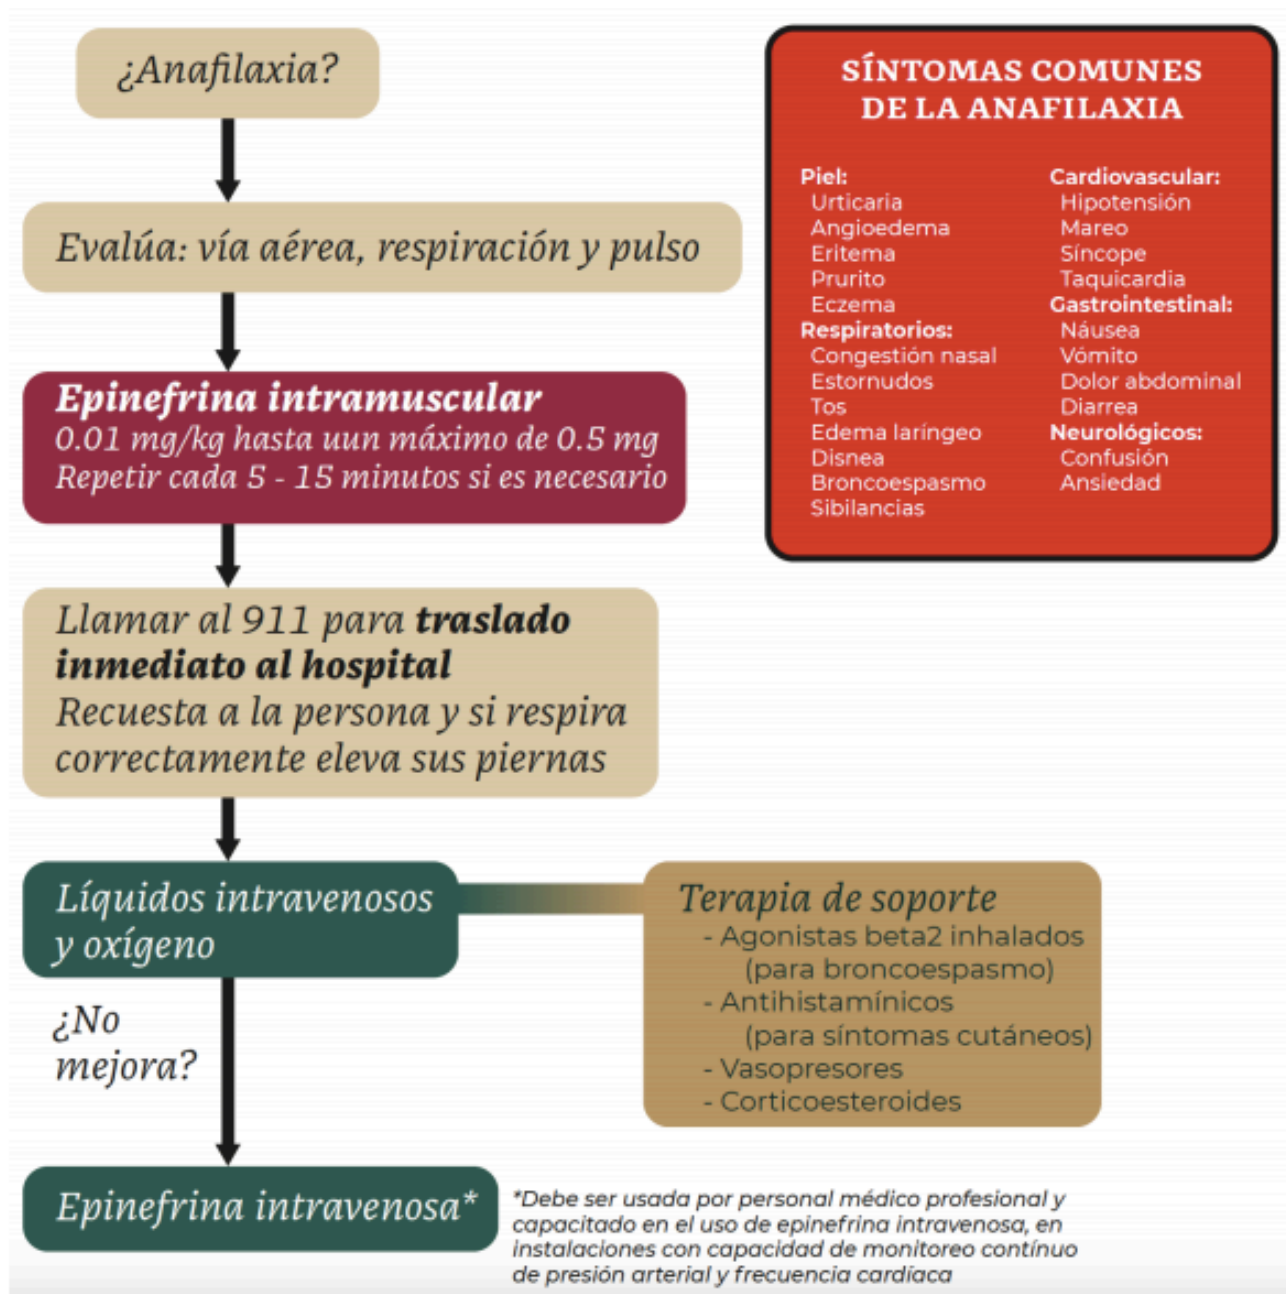 ¿Anafilaxia?
Evalúa: vía aérea, respiración y pulso
Epinefrina intramuscular
0.01 mg/kg hasta uun máximo de 0.5 mg
Repetir cada 5 - 15 minutos si es necesario
Llamar al 911 para traslado
inmediato al hospital
Recuesta a la persona y si respira
correctamente eleva sus piernas
Líquidos intravenosos
y oxígeno
Terapia de soporte
- Agonistas beta2 inhalados
(para broncoespasmo)
- Antihistamínicos
(para síntomas cutáneos)
- Vasopresores
- Corticoesteroides
¿No
mejora?
Epinefrina intravenosa*
*Debe ser usada por personal médico profesional y
capacitado en el uso de epinefrina intravenosa, en
instalaciones con capacidad de monitoreo contínuo
de presión arterial y frecuencia cardíaca
SÍNTOMAS COMUNES
DE LA ANAFILAXIA
Piel:
Urticaria
Angioedema
Eritema
Prurito
Eczema
Respiratorios:
Congestión nasal
Estornudos
Tos
Edema laríngeo
Disnea
Broncoespasmo
Sibilancias
Cardiovascular:
Hipotensión
Mareo
Síncope
Taquicardia
Gastrointestinal:
Náusea
Vómito
Dolor abdominal
Diarrea
Neurológicos:
Confusión
Ansiedad